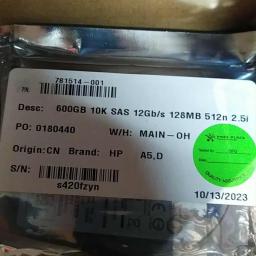 781514-001
PN:
Desc: 600GB 10K SAS 12Gb/s 128MB 512n 2.5i
PO: 0180440 W/H: MAIN-OH
Origin:CN Brand: HP A5,D
S/N:
s420fzyn
10/13/2023